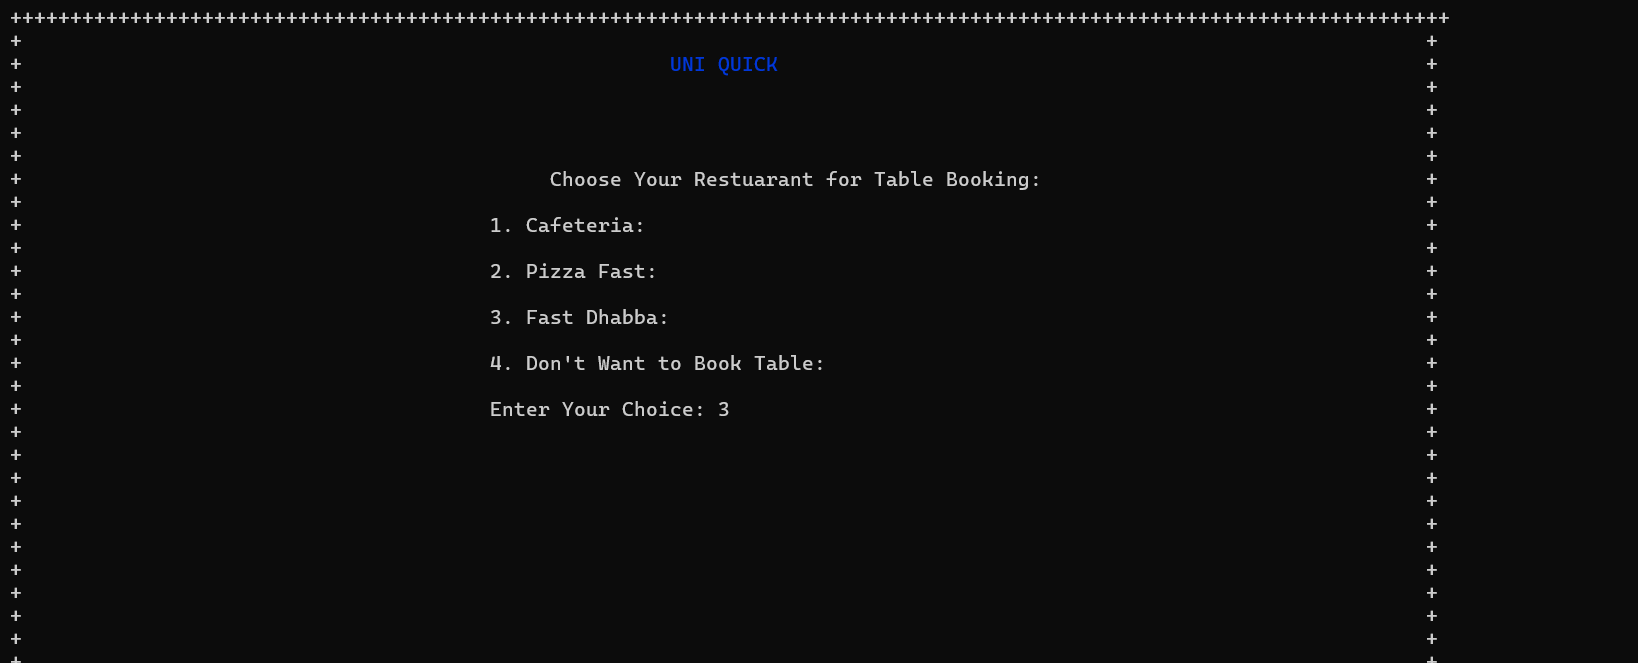 UNI QUICK
Choose Your Restuarant for Table Booking:
1. Cafeteria:
2. Pizza Fast:
3. Fast Dhabba:
4. Don't Want to Book Table:
Enter Your Choice: 3